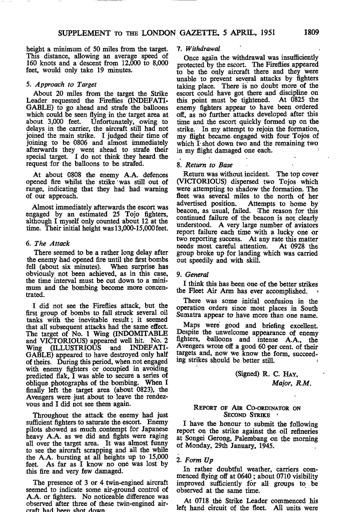 SUPPLEMENT TO THE LONDON GAZETTE, 5 APRIL, 1951 1809
height a minimum of 50 miles from the target.
This distance, allowing an average speed of
160 knots and a descent from 12,000 to 8,000
feet, would only take 19 minutes.
5. Approach to Target
About 20 miles from the target the Strike
Leader requested the Fireflies (INDEFATI-
GABLE) to go ahead and strafe the balloons
which could be seen flying in the target area at
about 3,000 feet. Unfortunately, owing to
delays in the carrier, the aircraft still had not
joined the main strike. I judged their time of
joining to be 0806 and almost immediately
afterwards they went ahead to strafe their
special target. I do not think they heard the
request for the balloons to be strafed.
At about 0808 the enemy A.A. defences
opened fire whilst the strike was still out of
range, indicating that they had had warning
of our approach.
Almost immediately afterwards the escort was
engaged by an estimated 25 Tojo fighters,
although I myself only counted about 12 at the
time. Their initial height was 13,000-15,000 feet.
6. The Attack
There seemed to be a rather long delay after
the enemy had opened fire until the first bombs
fell (about six minutes). When surprise has
obviously not been achieved, as in this case,
the time interval must be cut down to a mini-
mum and the bombing become more concen-
trated.
I did not see the Fireflies attack, but the
first group of bombs to fall struck several oil
tanks with the inevitable result; it seemed
that all subsequent attacks had the same effect.
The target of No. 1 Wing (INDOMITABLE
and VICTORIOUS) appeared well hit. No. 2
Wing (ILLUSTRIOUS and INDEFATI-
GABLE) appeared to have destroyed only half
of theirs. During this period, when not engaged
with enemy fighters or occupied in avoiding
predicted flak, I was able to secure a series of
oblique photographs of the bombing. When I
finally left the target area (about 0823), the
Avengers were just about to leave the rendez-
vous and I did not see them again.
Throughout the attack the enemy had just
sufficient fighters to saturate the escort. Enemy
pilots showed as much contempt for Japanese
heavy A.A. as we did and fights were raging
all over the target area. It was almost funny
to see the aircraft scrapping and all the while
the A.A. bursting at all heights up to 15,000
feet. As far as I know no one was lost by
this fire and very few damaged.
The presence of 3 or 4 twin-engined aircraft
seemed to indicate some air-ground control of
A.A. or fighters. No noticeable difference was
observed after three of these twin-engined air-
craft had been shot down.
7. Withdrawal
Once again the withdrawal was insufficiently
protected by the escort. The Fireflies appeared
to be the only aircraft there and they were
unable to prevent several attacks by fighters
taking place. There is no doubt more of the
escort could have got there and discipline on
this point must be tightened. At 0825 the
enemy fighters appear to have been ordered
off, as no further attacks developed after this
time and the escort quickly formed up on the
strike. In my attempt to rejoin the formation,
my flight became engaged with four Tojos of
which I shot down two and the remaining two
in my flight damaged one each.
8. Return to Base
Return was without incident. The top cover
(VICTORIOUS) dispersed two Tojos which
were attempting to shadow the formation. The
fleet was several miles to the north of her
advertised position. Attempts to home by
beacon, as usual, failed. The reason for this
continued failure of the beacon is not clearly
understood. A very large number of aviators
report failure each time with a lucky one or
two reporting success. At any rate this matter
needs most careful attention. At 0928 the
group broke up for landing which was carried
out speedily and with skill.
9. General
I think this has been one of the better strikes
the Fleet Air Arm has ever accomplished.
There was some initial confusion in the
operation orders since most places in South
Sumatra appear to have more than one name.
Maps were good and briefing excellent.
Despite the unwelcome appearance of enemy
fighters, balloons and intense A.A., the
Avengers wrote off a good 60 per cent. of their
targets and, now we know the form, succeed-
ing strikes should be better still.
(Signed) R. C. HAY,
Major, R.M.
REPORT OF AIR CO-ORDINATOR ON
SECOND STRIKE
I have the honour to submit the following
report on the strike against the oil refineries
at Songei Gerong, Palembang on the morning
of Monday, 29th January, 1945.
2. Form Up
In rather doubtful weather, carriers com-
menced flying off at 0640; about 0710 visibility
improved sufficiently for all groups to be
observed at the same time.
At 0718 the Strike Leader commenced his
left hand circuit of the fleet. All units were